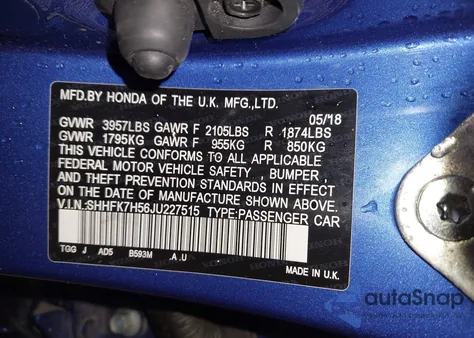 MFD.BY HONDA OF THE U.K. MFG.,LTD.
05/18
GVWR 3957LBS GAWR F 2105LBS R 1874LBS
GVWR 1795KG GAWR F 955KG R 850KG
THIS VEHICLE CONFORMS TO ALL APPLICABLE
FEDERAL MOTOR VEHICLE SAFETY , BUMPER ,
AND THEFT PREVENTION STANDARDS IN EFFECT
ON THE DATE OF MANUFACTURE SHOWN ABOVE.
V.I.N.:SHHFK7H56JU227515 TYPE:PASSENGER CAR
TGG J AD5 B593M .A .U
MADE IN U.K.
autoSnap